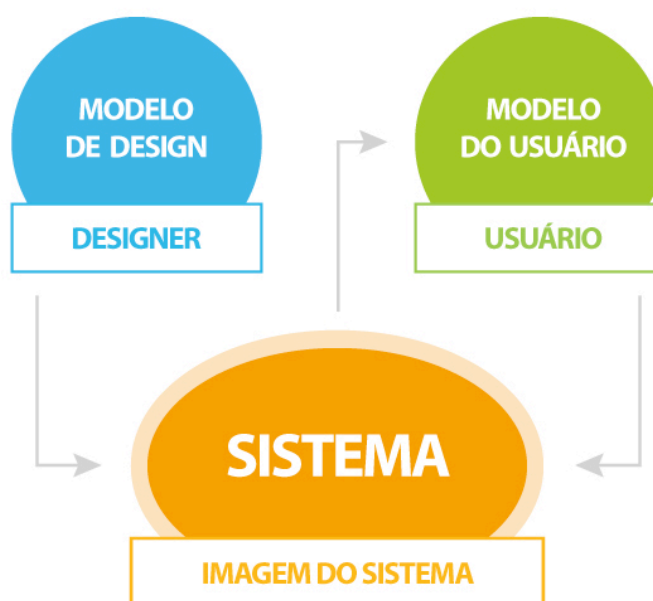 MODELO
DE DESIGN
DESIGNER
MODELO
DO USUÁRIO
USUÁRIO
SISTEMA
IMAGEM DO SISTEMA